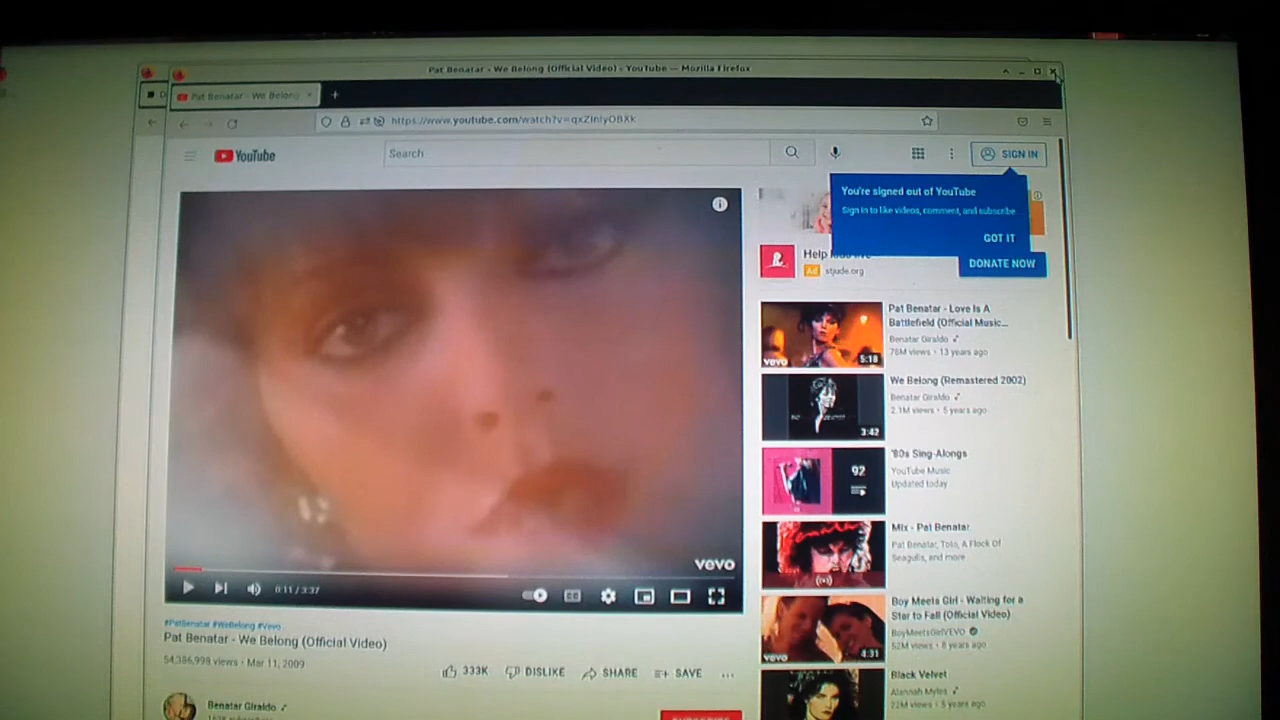 Pat Benatar - We Belong (Official Video) - YouTube — Mozilla Firefox
Pat Benatar - We Belong
YouTube
Search
SIGN IN
You're signed out of YouTube
Sign in to like videos, comment, and subscribe
GOT IT
Help
Ad
stjude.org
DONATE NOW
vevo
0:11 / 3:37
CC
#PatBenatar #WeBelong #Vevo
Pat Benatar - We Belong (Official Video)
54,386,998 views • Mar 11, 2009
333K
DISLIKE
SHARE
SAVE
Benatar Giraldo
vevo
5:18
Pat Benatar - Love Is A
Battlefield (Official Music...
Benatar Giraldo
76M views • 13 years ago
3:42
We Belong (Remastered 2002)
Benatar Giraldo
2.1M views • 5 years ago
92
'80s Sing-Alongs
YouTube Music
Updated today
Mix - Pat Benatar
Pat Benatar, Toto, A Flock Of
Seagulls, and more
vevo
4:31
Boy Meets Girl - Waiting for a
Star to Fall (Official Video)
BoyMeetsGirlVEVO
52M views • 8 years ago
Black Velvet
Alannah Myles
22M views • 5 years ago